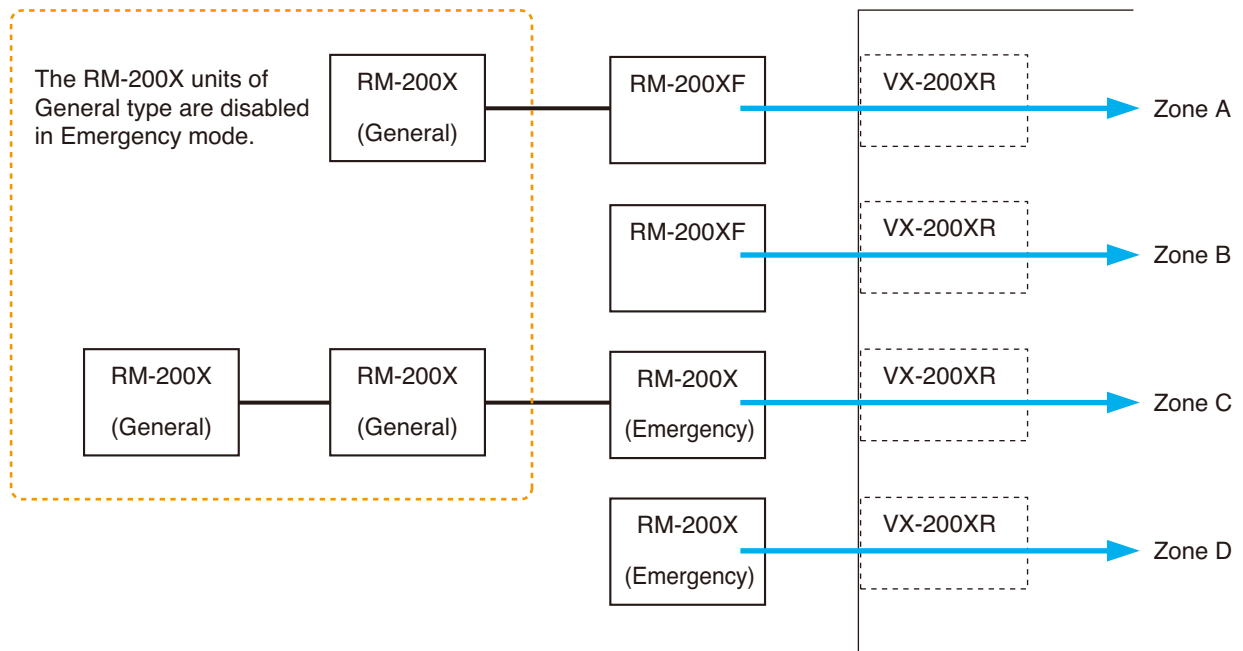 The RM-200X units of
General type are disabled
in Emergency mode.
RM-200X
(General)
RM-200XF
VX-200XR
Zone A
RM-200XF
VX-200XR
Zone B
RM-200X
(General)
RM-200X
(General)
RM-200X
(Emergency)
VX-200XR
Zone C
RM-200X
(Emergency)
VX-200XR
Zone D